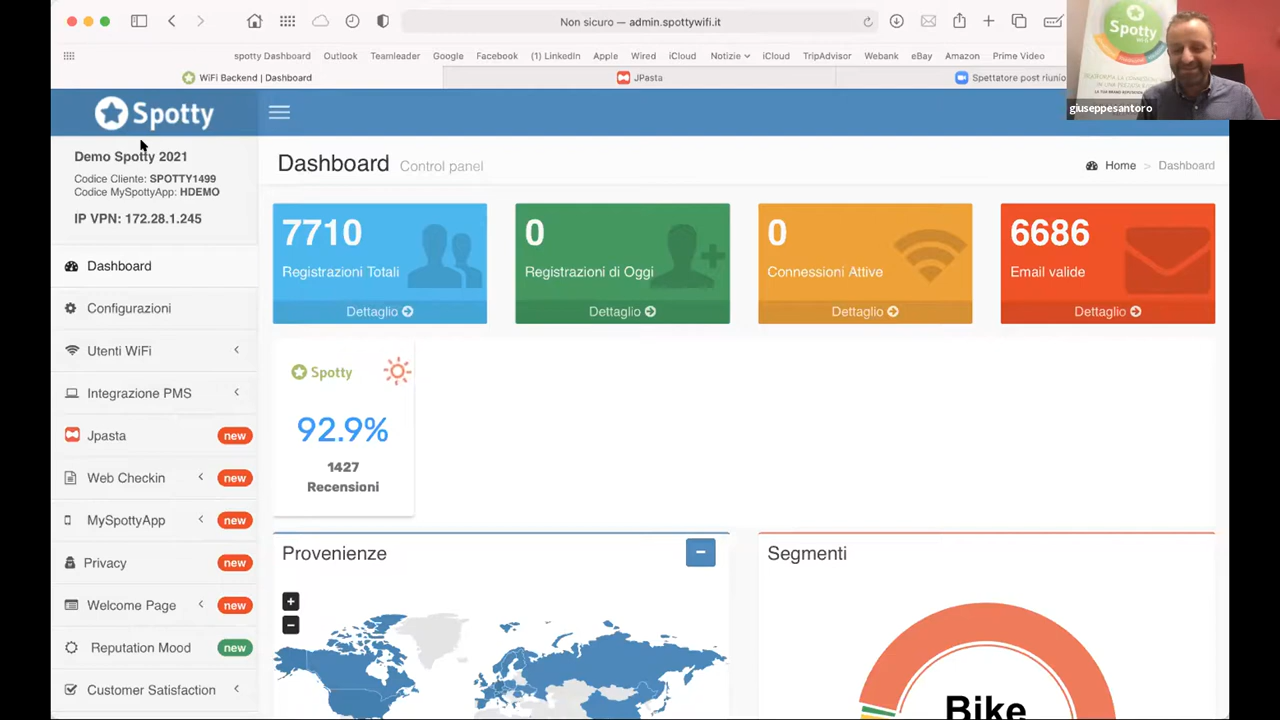 Non sicuro — admin.spottywifi.it
spotty Dashboard Outlook Teamleader Google Facebook (1) LinkedIn Apple Wired iCloud Notizie iCloud TripAdvisor Webank eBay Amazon Prime Video
WiFi Backend | Dashboard
JPasta
Spettatore post riunio
Spotty
giuseppesantoro
Spotty
Demo Spotty 2021
Codice Cliente: SPOTTY1499
Codice MySpottyApp: HDEMO
IP VPN: 172.28.1.245
Dashboard
Configurazioni
Utenti WiFi
Integrazione PMS
Jpasta new
Web Checkin new
MySpottyApp new
Privacy new
Welcome Page new
Reputation Mood new
Customer Satisfaction
Dashboard Control panel
Home > Dashboard
7710
Registrazioni Totali
Dettaglio
0
Registrazioni di Oggi
Dettaglio
0
Connessioni Attive
Dettaglio
6686
Email valide
Dettaglio
Spotty
92.9%
1427
Recensioni
Provenienze
Segmenti
Bike